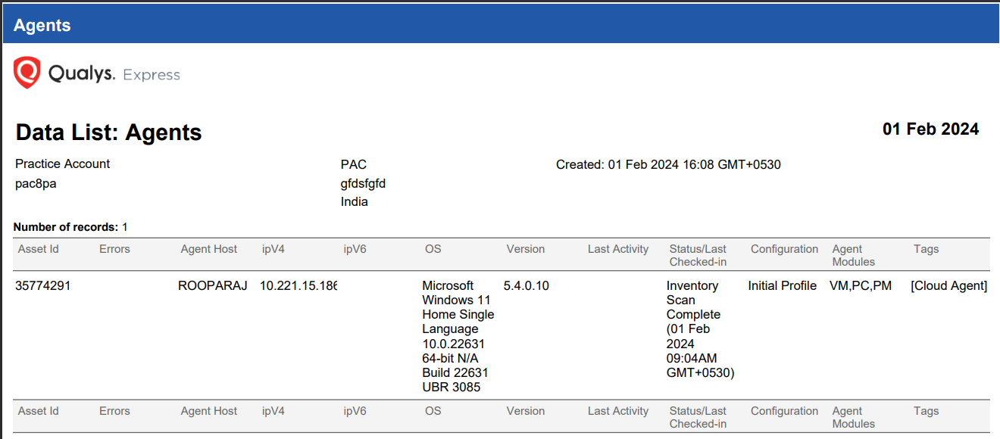 Agents
Qualys. Express
Data List: Agents
01 Feb 2024
Practice Account
PAC
Created: 01 Feb 2024 16:08 GMT+0530
pac8pa
gfdsfgfd
India
Number of records: 1
Asset Id Errors Agent Host ipV4 ipV6 OS Version Last Activity Status/Last Configuration Agent Tags
Checked-in Modules
35774291 ROOPARAJ 10.221.15.186 Microsoft 5.4.0.10 Inventory Initial Profile VM,PC,PM [Cloud Agent]
Windows 11 Scan
Home Single Complete
Language (01 Feb
10.0.22631 2024
64-bit N/A 09:04AM
Build 22631 GMT+0530)
UBR 3085
Asset Id Errors Agent Host ipV4 ipV6 OS Version Last Activity Status/Last Configuration Agent Tags
Checked-in Modules